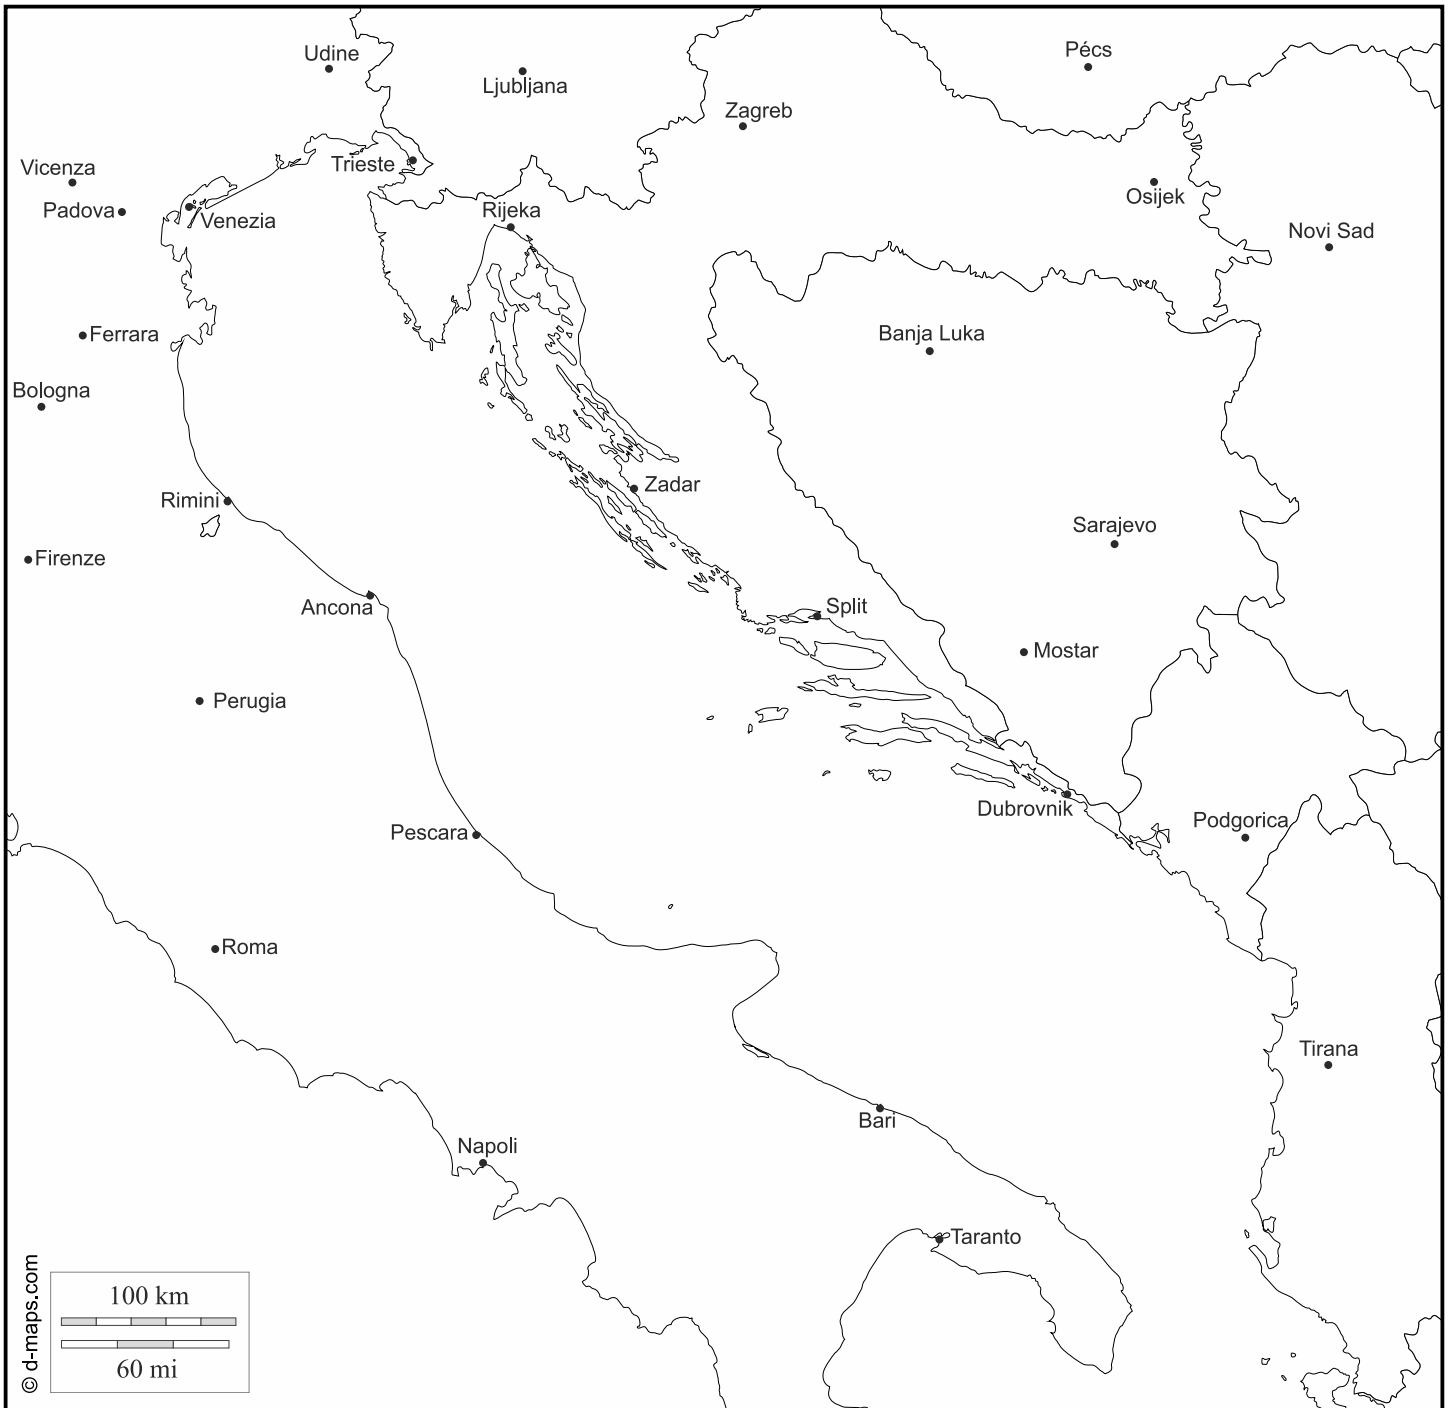 Udine
Ljubljana
Pécs
Zagreb
Trieste
Vicenza
Padova
Venezia
Rijeka
Osijek
Novi Sad
Ferrara
Banja Luka
Bologna
Zadar
Rimini
Sarajevo
Firenze
Ancona
Split
Mostar
Perugia
Dubrovnik
Podgorica
Pescara
Roma
Tirana
Bari
Napoli
Taranto
100 km
60 mi
© d-maps.com